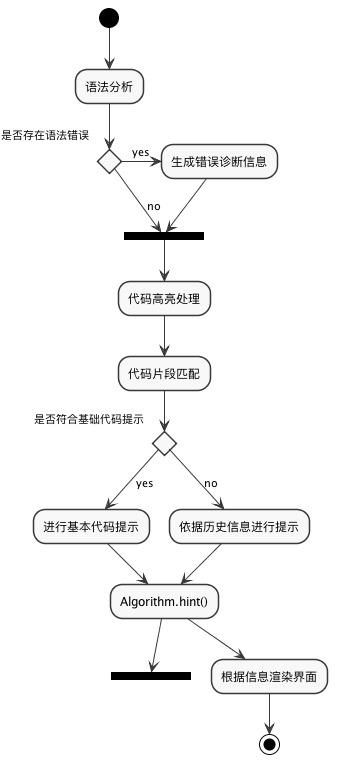 语法分析
是否存在语法错误
yes
生成错误诊断信息
no
代码高亮处理
代码片段匹配
是否符合基础代码提示
yes
no
进行基本代码提示
依据历史信息进行提示
Algorithm.hint()
根据信息渲染界面